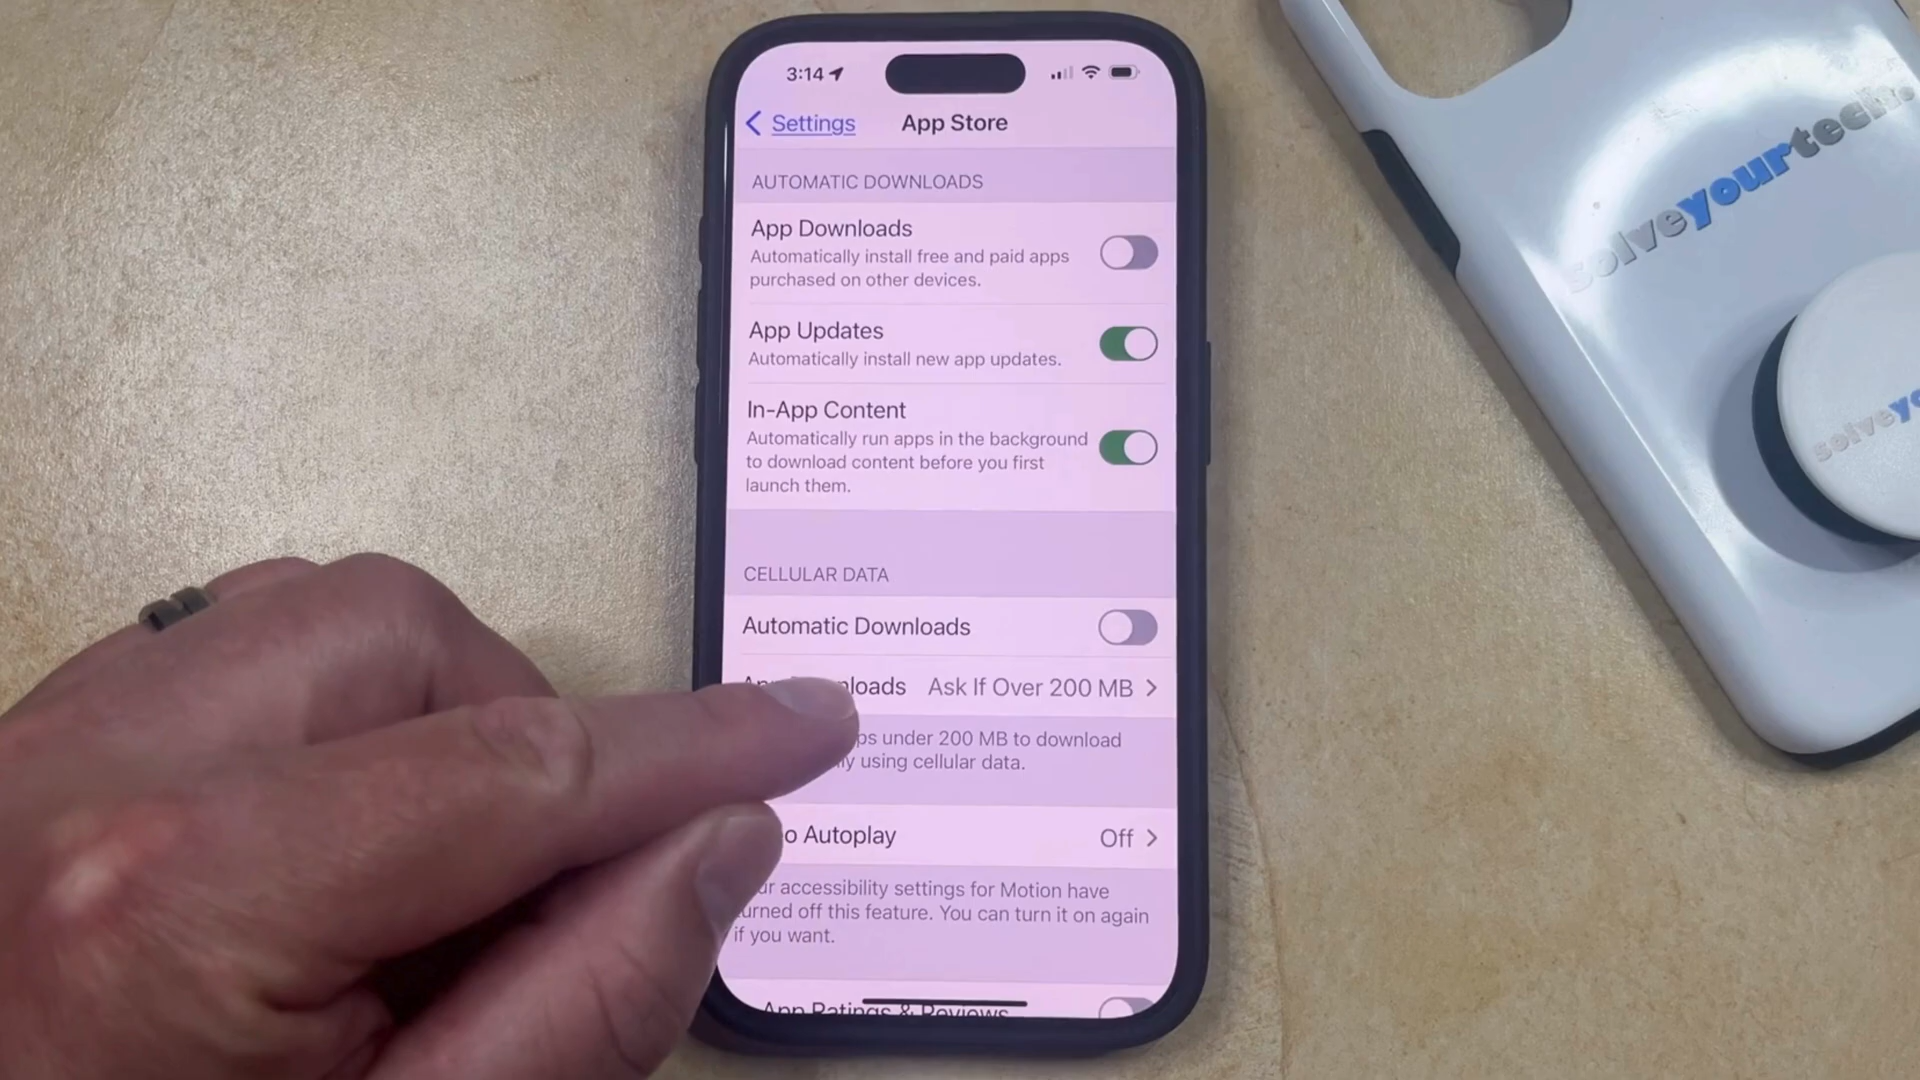 3:14
Settings
App Store
AUTOMATIC DOWNLOADS
App Downloads
Automatically install free and paid apps
purchased on other devices.
App Updates
Automatically install new app updates.
In-App Content
Automatically run apps in the background
to download content before you first
launch them.
CELLULAR DATA
Automatic Downloads
Ask If Over 200 MB
under 200 MB to download
using cellular data.
Autoplay
Off
accessibility settings for Motion have
turned off this feature. You can turn it on again
if you want.
App Ratings & Reviews
solveyourtech.